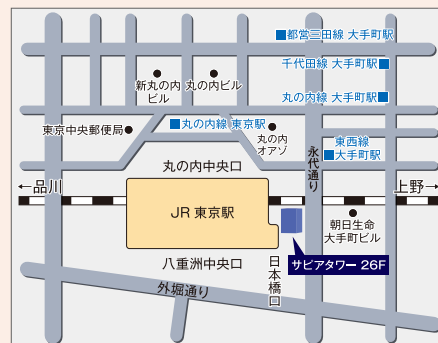 ■都営三田線 大手町駅
千代田線 大手町駅■
新丸の内
ビル
丸の内ビル
丸の内線 大手町駅■
東京中央郵便局
■丸の内線 東京駅
丸の内
オアゾ
永代通り
東西線
■大手町駅
丸の内中央口
←品川
上野→
JR 東京駅
朝日生命
大手町ビル
八重洲中央口
日本橋口
サピアタワー 26F
外堀通り